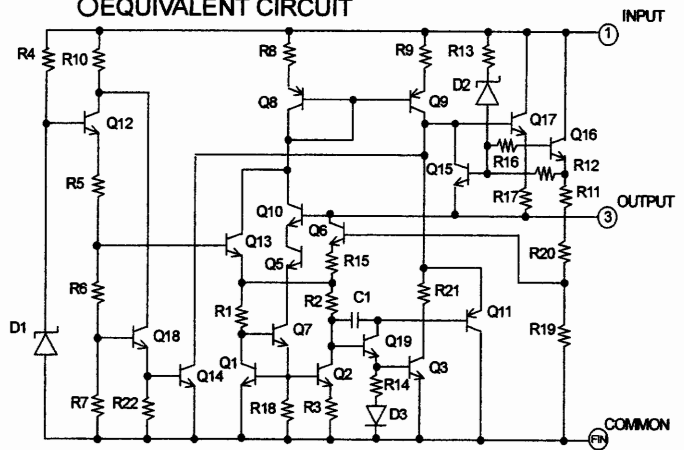 OEQUIVALENT CIRCUIT
INPUT
R4 R10 R8 R9 R13 1
D2
Q8 Q9
Q12 Q17 Q16
R16 R12
Q15
R5 R17 R11
OUTPUT
Q10 3
Q13 Q6
Q5 R15 R20
R6 R2 C1 R21 Q11
R1 R19
D1 Q18 Q7 Q19
Q1 Q2 Q3
Q14 R14
R7 R22 R18 R3 D3
COMMON
FIN